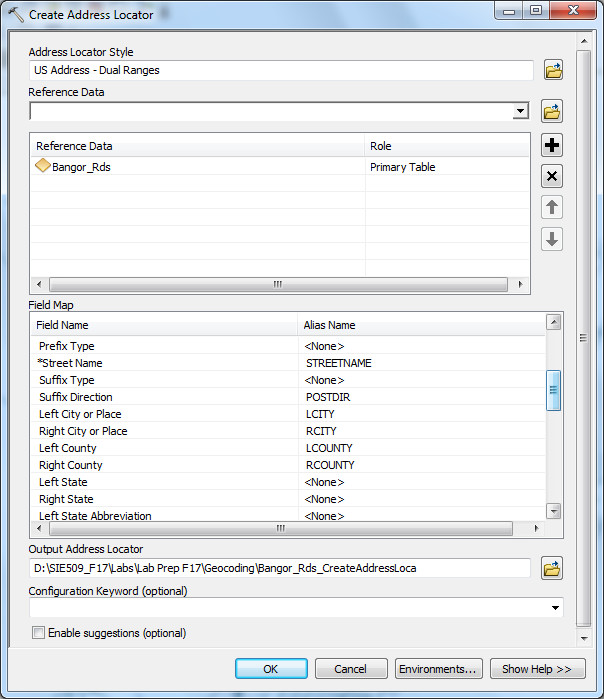 Create Address Locator
Address Locator Style
US Address - Dual Ranges
Reference Data
Reference Data Role
Bangor_Rds Primary Table
Field Map
Field Name Alias Name
Prefix Type <None>
*Street Name STREETNAME
Suffix Type <None>
Suffix Direction POSTDIR
Left City or Place LCITY
Right City or Place RCITY
Left County LCOUNTY
Right County RCOUNTY
Left State <None>
Right State <None>
Left State Abbreviation <None>
Output Address Locator
D:\SIE509_F17\Labs\Lab Prep F17\Geocoding\Bangor_Rds_CreateAddressLoca
Configuration Keyword (optional)
Enable suggestions (optional)
OK Cancel Environments... Show Help >>